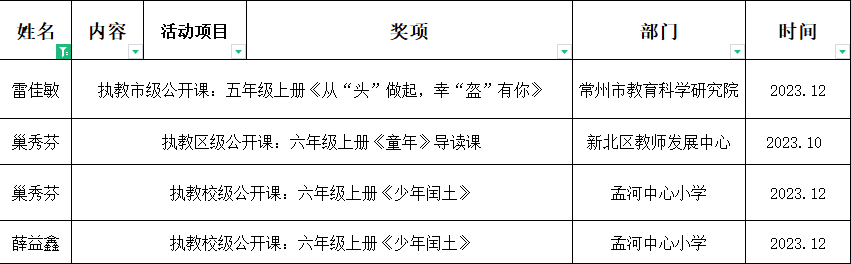 姓名 内容 活动项目 奖项 部门 时间
雷佳敏 执教市级公开课：五年级上册《从“头”做起，幸“盔”有你》 常州市教育科学研究院 2023.12
巢秀芬 执教区级公开课：六年级上册《童年》导读课 新北区教师发展中心 2023.10
巢秀芬 执教校级公开课：六年级上册《少年闰土》 孟河中心小学 2023.12
薛益鑫 执教校级公开课：六年级上册《少年闰土》 孟河中心小学 2023.12